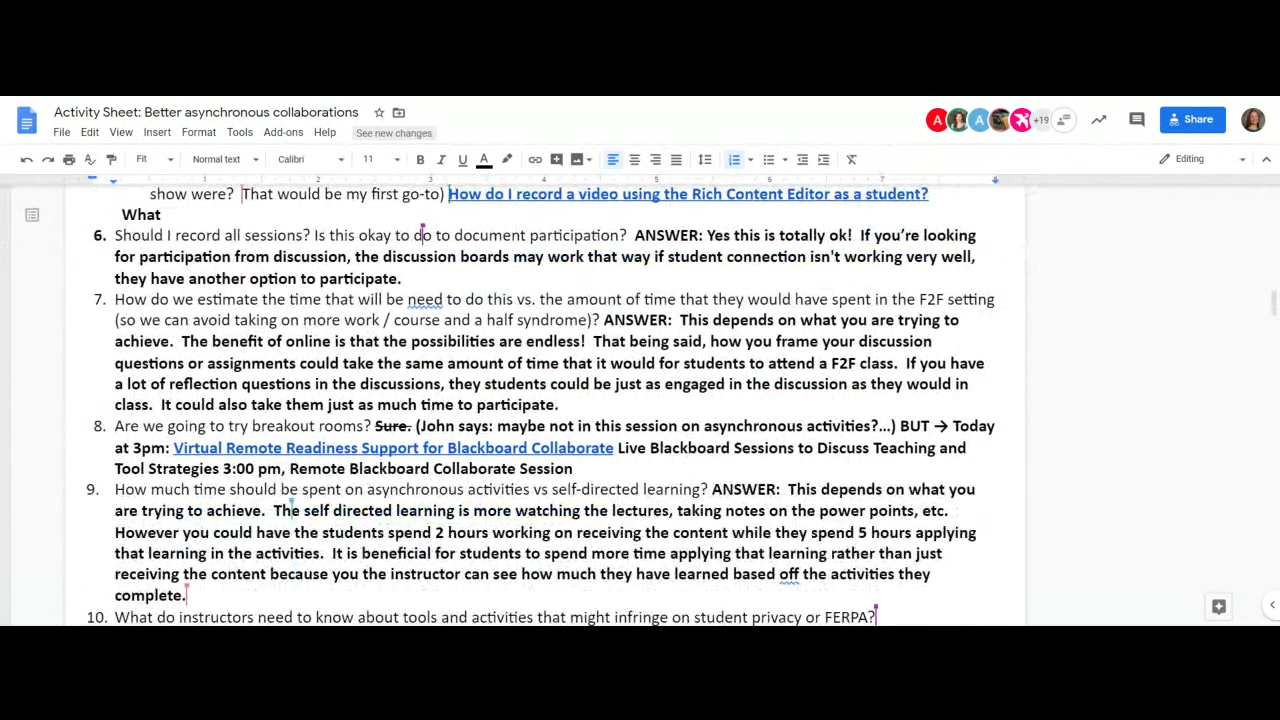 Activity Sheet: Better asynchronous collaborations
File Edit View Insert Format Tools Add-ons Help See new changes
A A +19 Share
Fit Normal text Calibri 11 B I U A Editing
1 2 3 4 5 6 7
show were? That would be my first go-to) How do I record a video using the Rich Content Editor as a student?
What
6. Should I record all sessions? Is this okay to do to document participation? ANSWER: Yes this is totally ok! If you’re looking
for participation from discussion, the discussion boards may work that way if student connection isn't working very well,
they have another option to participate.
7. How do we estimate the time that will be need to do this vs. the amount of time that they would have spent in the F2F setting
(so we can avoid taking on more work / course and a half syndrome)? ANSWER: This depends on what you are trying to
achieve. The benefit of online is that the possibilities are endless! That being said, how you frame your discussion
questions or assignments could take the same amount of time that it would for students to attend a F2F class. If you have
a lot of reflection questions in the discussions, they students could be just as engaged in the discussion as they would in
class. It could also take them just as much time to participate.
8. Are we going to try breakout rooms? Sure. (John says: maybe not in this session on asynchronous activities?...) BUT → Today
at 3pm: Virtual Remote Readiness Support for Blackboard Collaborate Live Blackboard Sessions to Discuss Teaching and
Tool Strategies 3:00 pm, Remote Blackboard Collaborate Session
9. How much time should be spent on asynchronous activities vs self-directed learning? ANSWER: This depends on what you
are trying to achieve. The self directed learning is more watching the lectures, taking notes on the power points, etc.
However you could have the students spend 2 hours working on receiving the content while they spend 5 hours applying
that learning in the activities. It is beneficial for students to spend more time applying that learning rather than just
receiving the content because you the instructor can see how much they have learned based off the activities they
complete.
10. What do instructors need to know about tools and activities that might infringe on student privacy or FERPA?